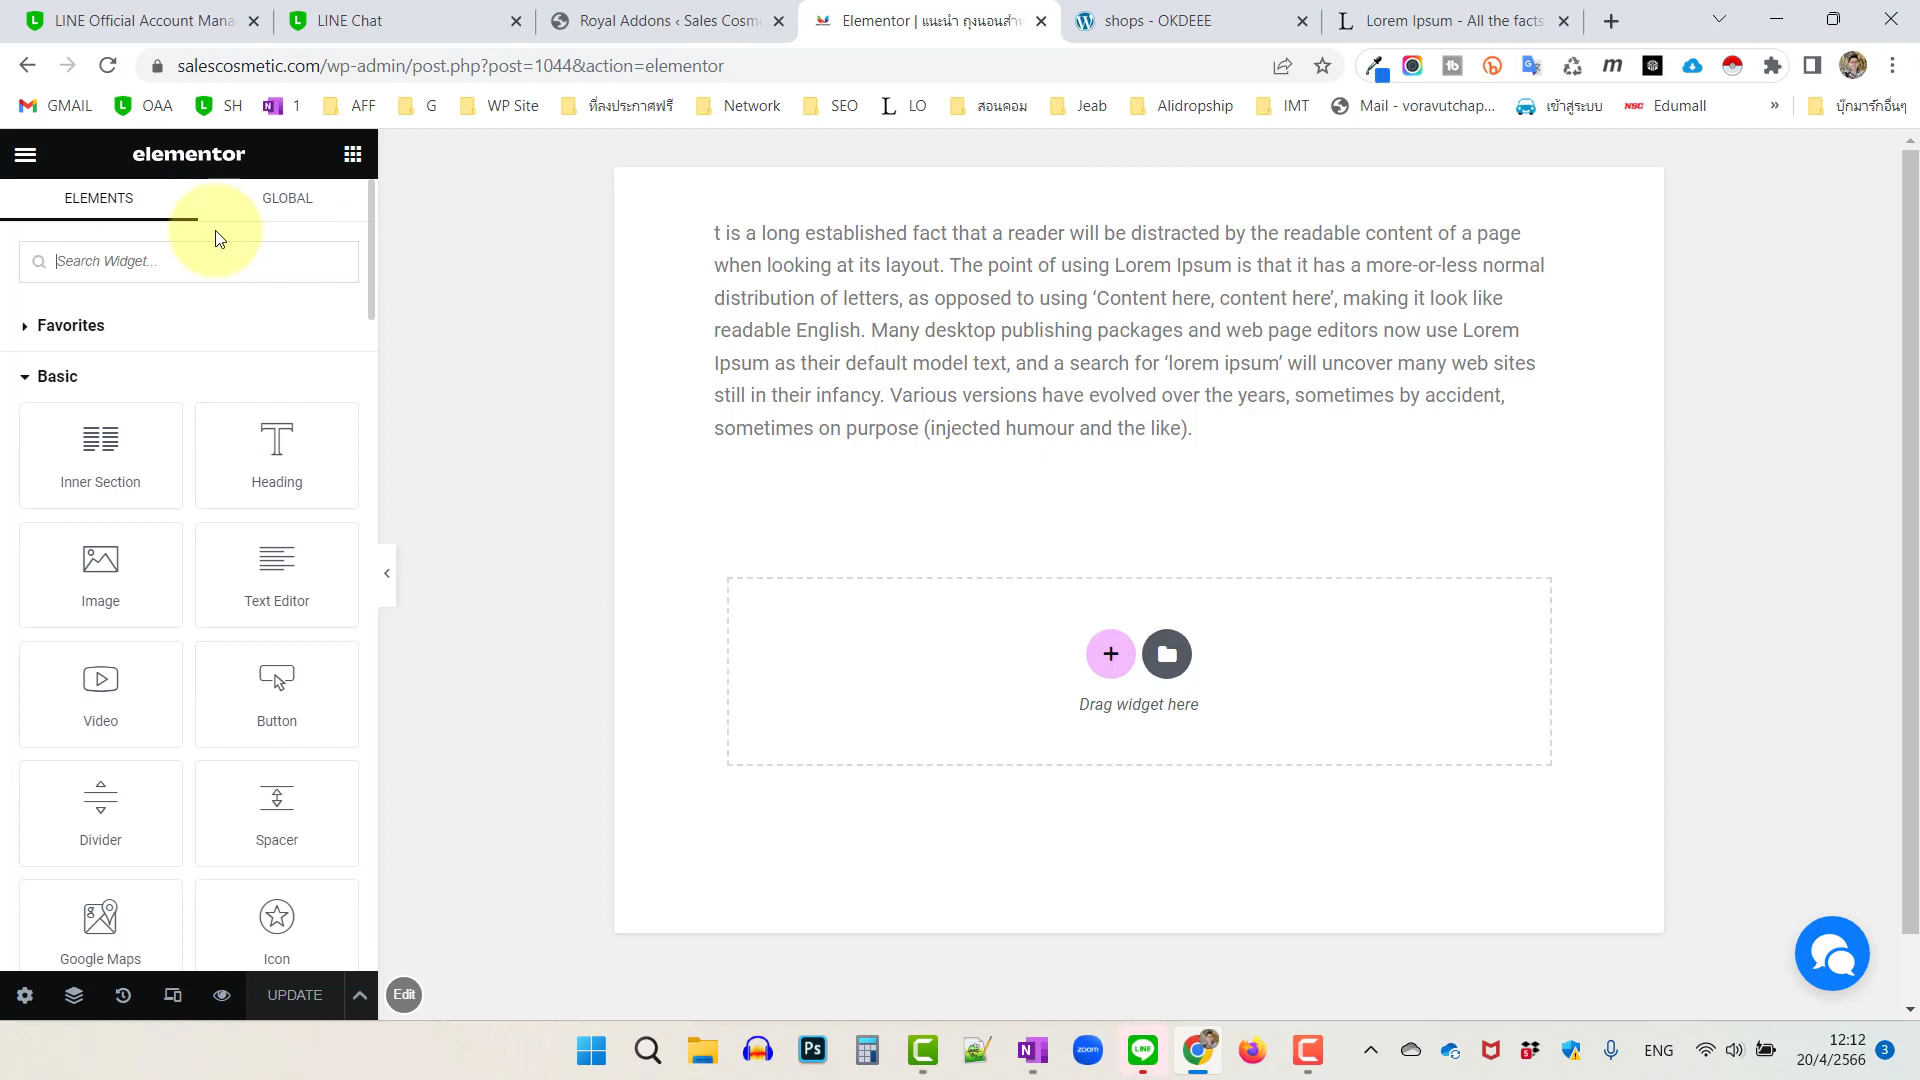 LINE Official Account Mana
LINE Chat
Royal Addons ‹ Sales Cosm
Elementor | แนะนำ ถุงนอนสำห
shops - OKDEEE
Lorem Ipsum - All the facts
salescosmetic.com/wp-admin/post.php?post=1044&action=elementor
GMAIL
OAA
SH
1
AFF
G
WP Site
ที่ลงประกาศฟรี
Network
SEO
LO
สอนคอม
Jeab
Alidropship
IMT
Mail - voravutchap...
เข้าสู่ระบบ
NSC
Edumall
»
บุ๊กมาร์กอื่นๆ
elementor
ELEMENTS
GLOBAL
Search Widget...
Favorites
Basic
Inner Section
Heading
Image
Text Editor
Video
Button
Divider
Spacer
Google Maps
Icon
UPDATE
Edit
t is a long established fact that a reader will be distracted by the readable content of a page
when looking at its layout. The point of using Lorem Ipsum is that it has a more-or-less normal
distribution of letters, as opposed to using ‘Content here, content here’, making it look like
readable English. Many desktop publishing packages and web page editors now use Lorem
Ipsum as their default model text, and a search for ‘lorem ipsum’ will uncover many web sites
still in their infancy. Various versions have evolved over the years, sometimes by accident,
sometimes on purpose (injected humour and the like).
Drag widget here
Ps
zoom
LINE
ENG
12:12
20/4/2566
3